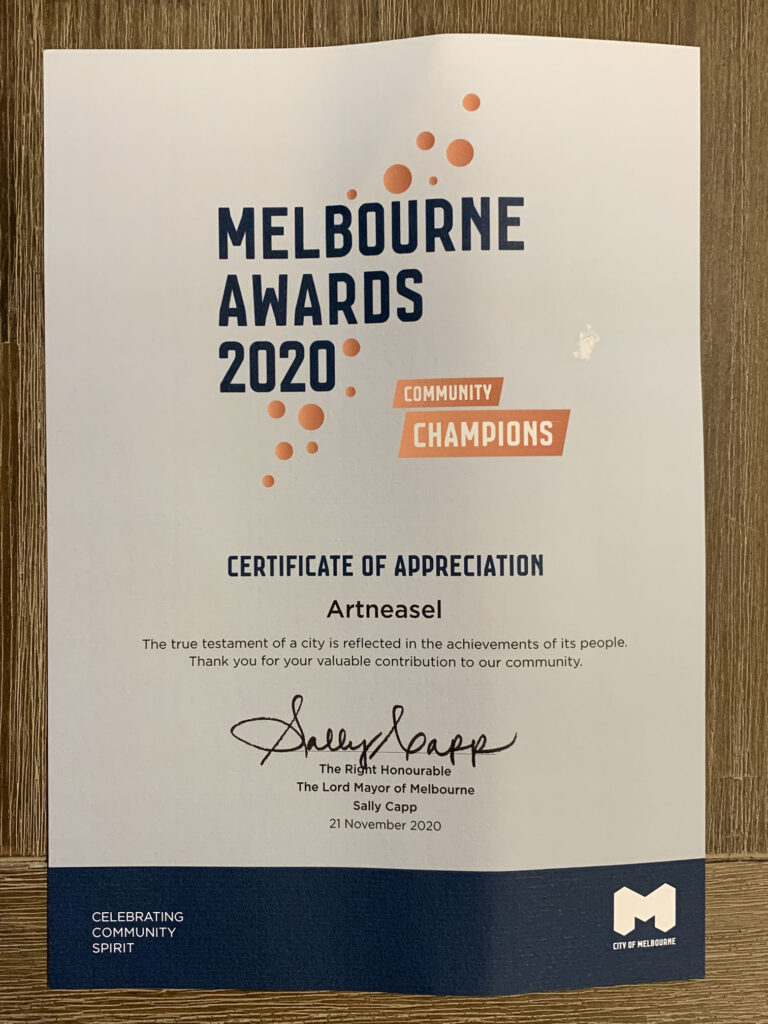 MELBOURNE
AWARDS
2020
COMMUNITY
CHAMPIONS
CERTIFICATE OF APPRECIATION
Artneasel
The true testament of a city is reflected in the achievements of its people.
Thank you for your valuable contribution to our community.
Sally Capp
The Right Honourable
The Lord Mayor of Melbourne
Sally Capp
21 November 2020
CELEBRATING
COMMUNITY
SPIRIT
CITY OF MELBOURNE